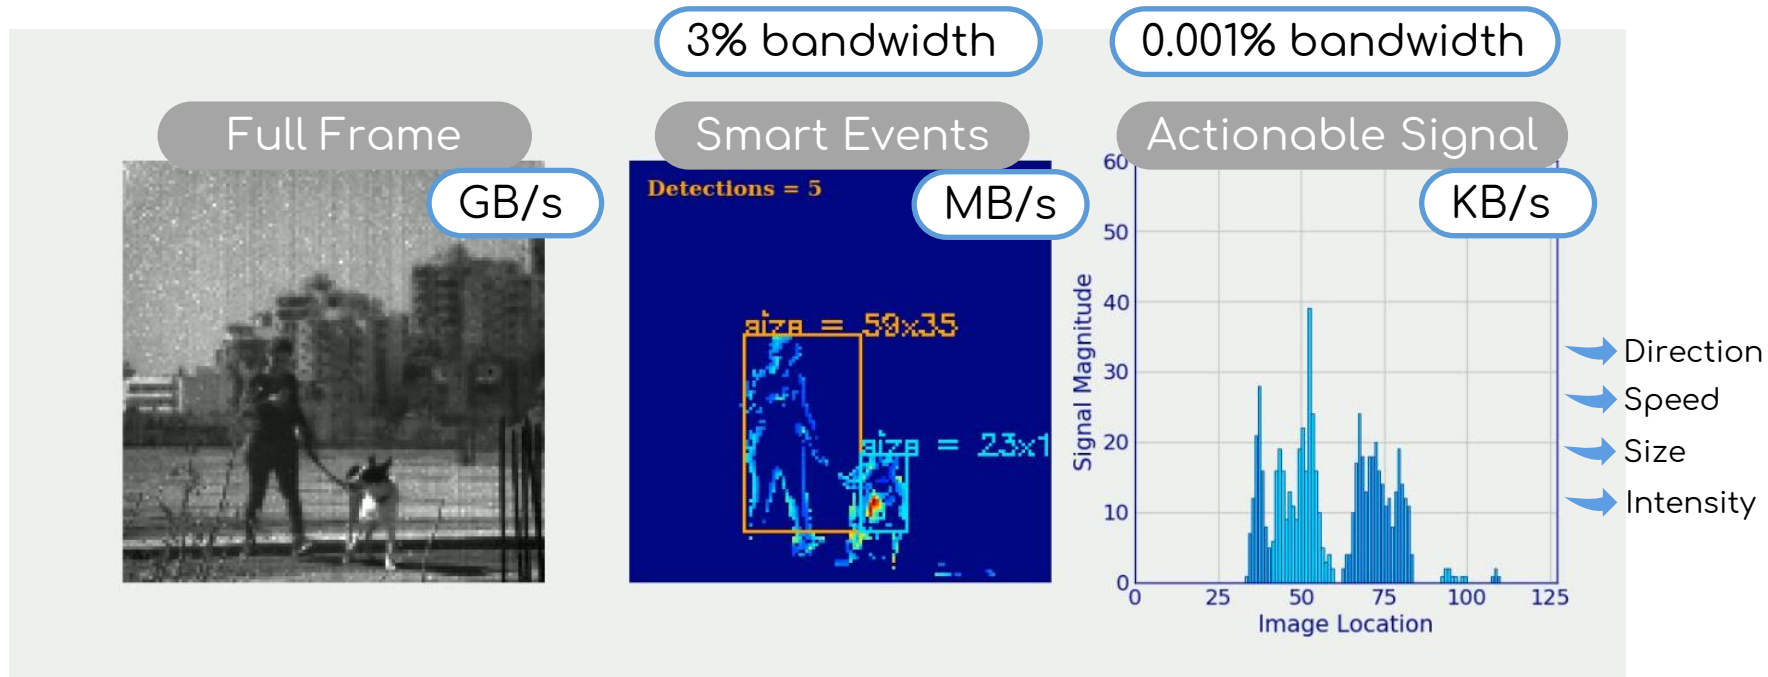 3% bandwidth
0.001% bandwidth
Full Frame
Smart Events
Actionable Signal
GB/s
MB/s
KB/s
Detections = 5
size = 59x35
size = 23x1
Signal Magnitude
60
50
40
30
20
10
0
0 25 50 75 100 125
Image Location
Direction
Speed
Size
Intensity